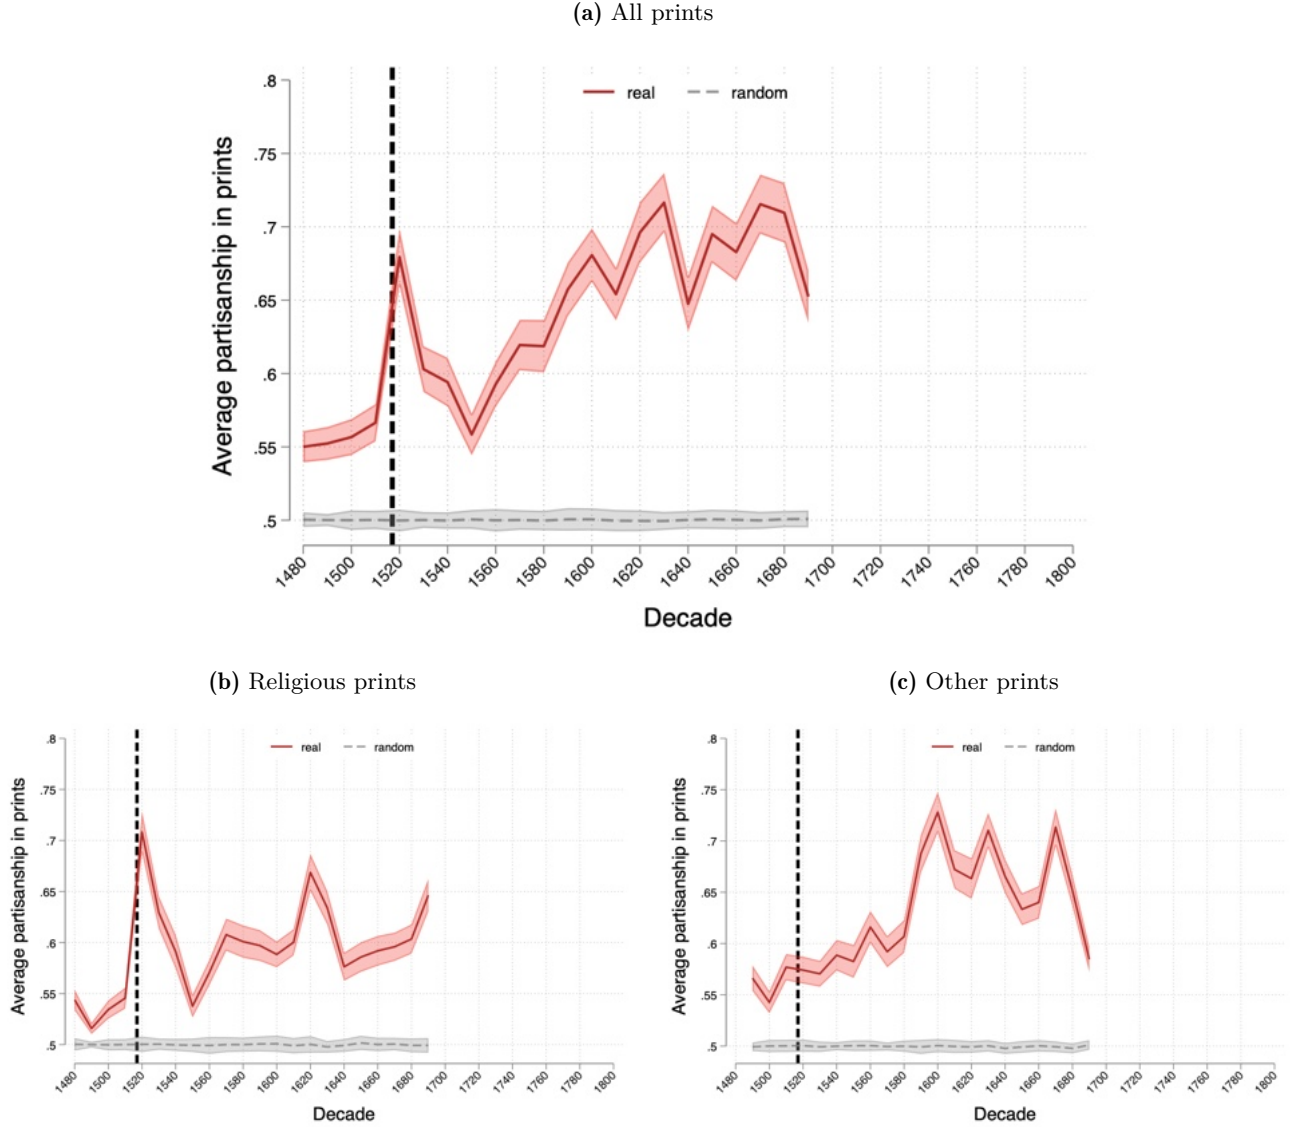 (a) All prints
real random
.8
.75
.7
.65
.6
.55
.5
Average partisanship in prints
1480 1500 1520 1540 1560 1580 1600 1620 1640 1660 1680 1700 1720 1740 1760 1780 1800
Decade
(b) Religious prints
real random
.8
.75
.7
.65
.6
.55
.5
Average partisanship in prints
1480 1500 1520 1540 1560 1580 1600 1620 1640 1660 1680 1700 1720 1740 1760 1780 1800
Decade
(c) Other prints
real random
.8
.75
.7
.65
.6
.55
.5
Average partisanship in prints
1480 1500 1520 1540 1560 1580 1600 1620 1640 1660 1680 1700 1720 1740 1760 1780 1800
Decade